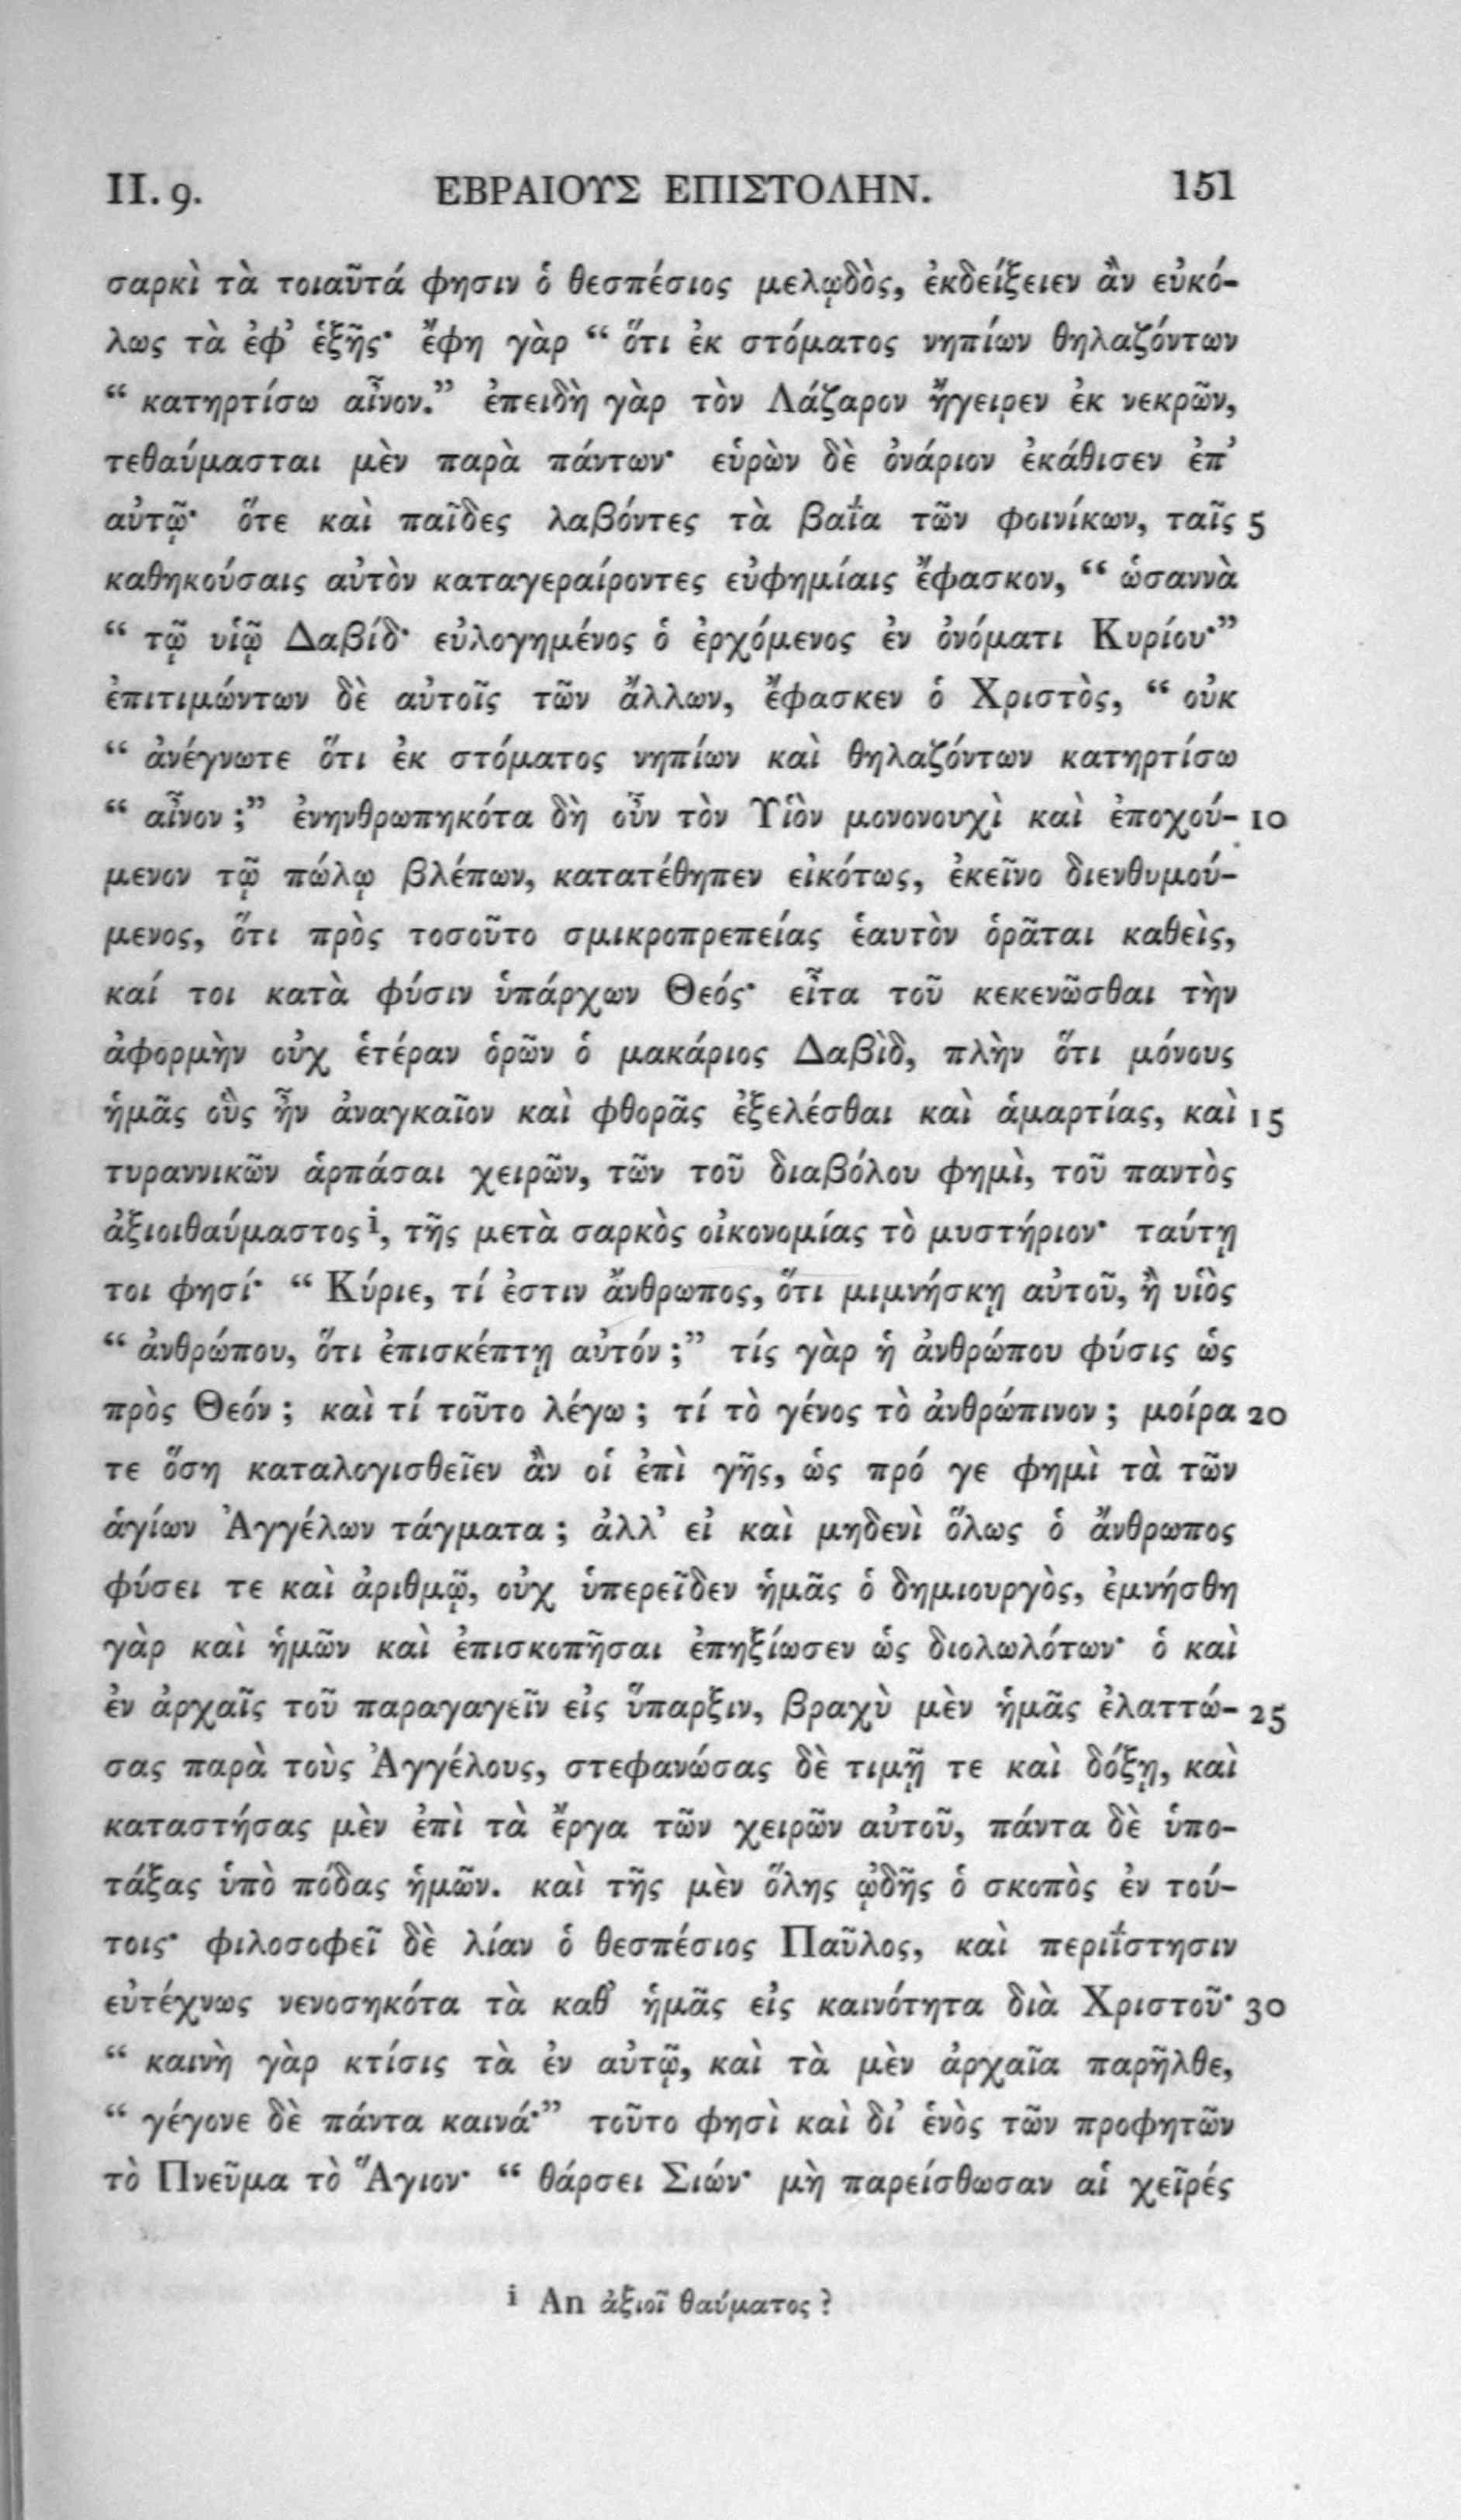 II. 9. ΕΒΡΑΙΟΥΣ ΕΠΙΣΤΟΛΗΝ. 151
σαρκὶ τὰ τοιαῦτά φησιν ὁ θεσπέσιος μελῳδὸς, ἐκδείξειεν ἂν εὐκό-
λως τὰ ἐφ’ ἑξῆς· ἔφη γὰρ “ ὅτι ἐκ στόματος νηπίων θηλαζόντων
“ κατηρτίσω αἶνον.” ἐπειδὴ γὰρ τὸν Λάζαρον ἤγειρεν ἐκ νεκρῶν,
τεθαύμασται μὲν παρὰ πάντων· εὑρὼν δὲ ὀνάριον ἐκάθισεν ἐπ’
αὐτῷ· ὅτε καὶ παῖδες λαβόντες τὰ βαΐα τῶν φοινίκων, ταῖς 5
καθηκούσαις αὐτὸν καταγεραίροντες εὐφημίαις ἔφασκον, “ ὡσαννὰ
“ τῷ υἱῷ Δαβίδ· εὐλογημένος ὁ ἐρχόμενος ἐν ὀνόματι Κυρίου·”
ἐπιτιμώντων δὲ αὐτοῖς τῶν ἄλλων, ἔφασκεν ὁ Χριστὸς, “ οὐκ
“ ἀνέγνωτε ὅτι ἐκ στόματος νηπίων καὶ θηλαζόντων κατηρτίσω
“ αἶνον ;” ἐνηνθρωπηκότα δὴ οὖν τὸν Υἱὸν μονονουχὶ καὶ ἐποχού- 10
μενον τῷ πώλῳ βλέπων, κατατέθηπεν εἰκότως, ἐκεῖνο διενθυμού-
μενος, ὅτι πρὸς τοσοῦτο σμικροπρεπείας ἑαυτὸν ὁρᾶται καθεὶς,
καί τοι κατὰ φύσιν ὑπάρχων Θεός· εἶτα τοῦ κεκενῶσθαι τὴν
ἀφορμὴν οὐχ ἑτέραν ὁρῶν ὁ μακάριος Δαβὶδ, πλὴν ὅτι μόνους
ἡμᾶς οὓς ἦν ἀναγκαῖον καὶ φθορᾶς ἐξελέσθαι καὶ ἁμαρτίας, καὶ 15
τυραννικῶν ἁρπάσαι χειρῶν, τῶν τοῦ διαβόλου φημὶ, τοῦ παντὸς
ἀξιοιθαύμαστος i, τῆς μετὰ σαρκὸς οἰκονομίας τὸ μυστήριον· ταύτῃ
τοι φησί· “ Κύριε, τί ἐστιν ἄνθρωπος, ὅτι μιμνήσκῃ αὐτοῦ, ἢ υἱὸς
“ ἀνθρώπου, ὅτι ἐπισκέπτῃ αὐτόν ;” τίς γὰρ ἡ ἀνθρώπου φύσις ὡς
πρὸς Θεόν ; καὶ τί τοῦτο λέγω ; τί τὸ γένος τὸ ἀνθρώπινον ; μοίρα 20
τε ὅση καταλογισθεῖεν ἂν οἱ ἐπὶ γῆς, ὡς πρό γε φημὶ τὰ τῶν
ἁγίων Ἀγγέλων τάγματα ; ἀλλ’ εἰ καὶ μηδενὶ ὅλως ὁ ἄνθρωπος
φύσει τε καὶ ἀριθμῷ, οὐχ ὑπερεῖδεν ἡμᾶς ὁ δημιουργὸς, ἐμνήσθη
γὰρ καὶ ἡμῶν καὶ ἐπισκοπῆσαι ἐπηξίωσεν ὡς διολωλότων· ὁ καὶ
ἐν ἀρχαῖς τοῦ παραγαγεῖν εἰς ὕπαρξιν, βραχὺ μὲν ἡμᾶς ἐλαττώ- 25
σας παρὰ τοὺς Ἀγγέλους, στεφανώσας δὲ τιμῇ τε καὶ δόξῃ, καὶ
καταστήσας μὲν ἐπὶ τὰ ἔργα τῶν χειρῶν αὐτοῦ, πάντα δὲ ὑπο-
τάξας ὑπὸ πόδας ἡμῶν. καὶ τῆς μὲν ὅλης ᾠδῆς ὁ σκοπὸς ἐν τού-
τοις· φιλοσοφεῖ δὲ λίαν ὁ θεσπέσιος Παῦλος, καὶ περιΐστησιν
εὐτέχνως νενοσηκότα τὰ καθ’ ἡμᾶς εἰς καινότητα διὰ Χριστοῦ· 30
“ καινὴ γὰρ κτίσις τὰ ἐν αὐτῷ, καὶ τὰ μὲν ἀρχαῖα παρῆλθε,
“ γέγονε δὲ πάντα καινά·” τοῦτο φησὶ καὶ δι’ ἑνὸς τῶν προφητῶν
τὸ Πνεῦμα τὸ Ἅγιον· “ θάρσει Σιών· μὴ παρείσθωσαν αἱ χεῖρές
i An ἀξιοῖ θαύματος ?